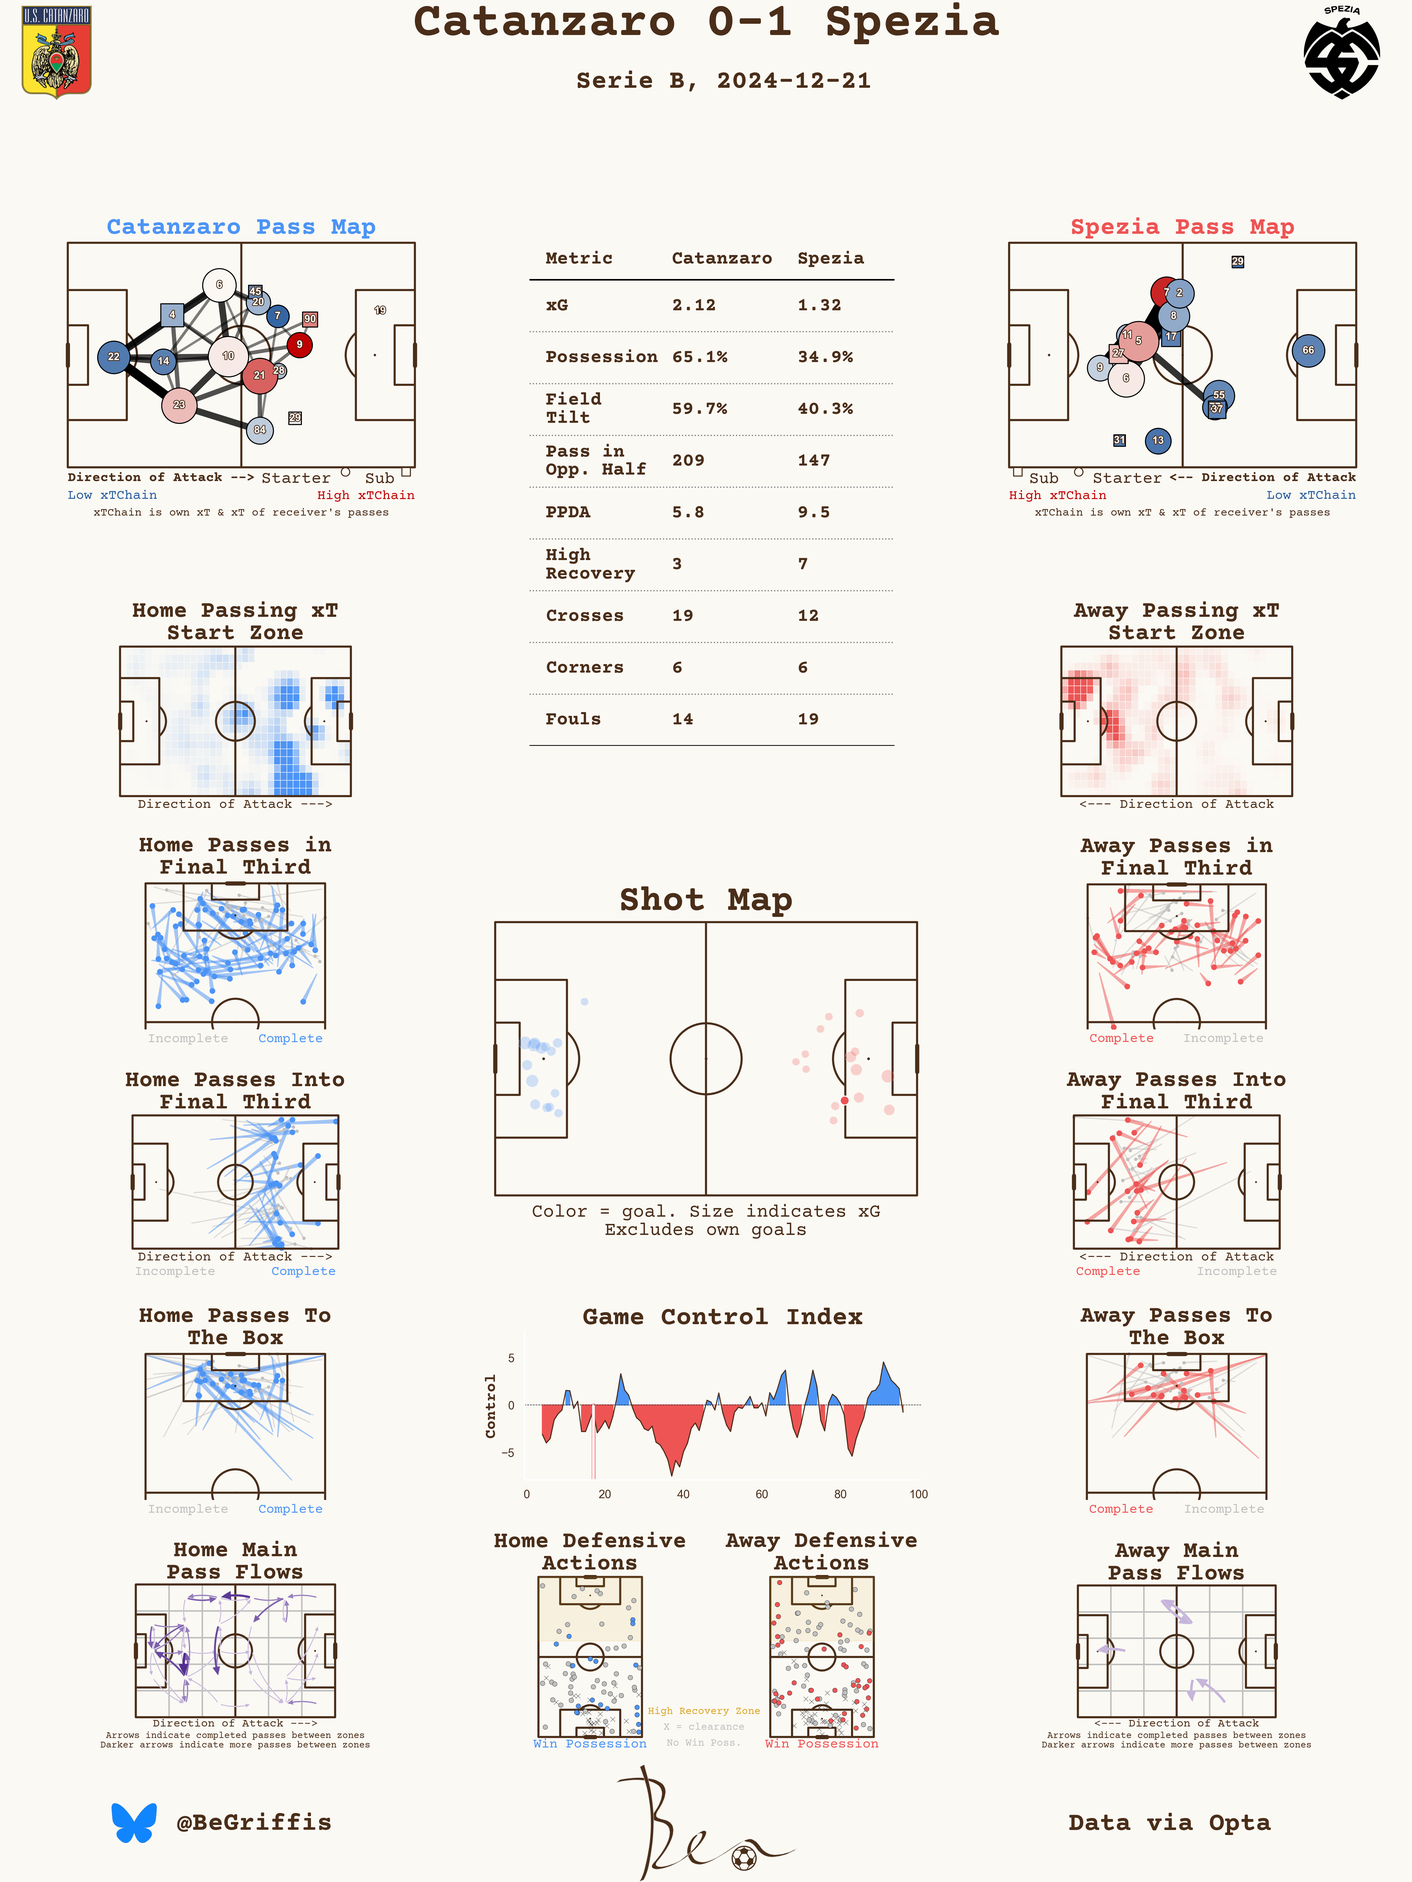 U.S. CATANZARO
Catanzaro 0-1 Spezia
SPEZIA
Serie B, 2024-12-21
Catanzaro Pass Map
6
45
20
4
7
90
19
9
22
14
10
21
28
23
29
84
Direction of Attack --> Starter Sub
Low xTChain High xTChain
xTChain is own xT & xT of receiver's passes
Metric Catanzaro Spezia
xG 2.12 1.32
Possession 65.1% 34.9%
Field
Tilt 59.7% 40.3%
Pass in
Opp. Half 209 147
PPDA 5.8 9.5
High
Recovery 3 7
Crosses 19 12
Corners 6 6
Fouls 14 19
Spezia Pass Map
29
7
2
8
11
5
17
27
66
9
6
55
37
31
13
Sub Starter <-- Direction of Attack
High xTChain Low xTChain
xTChain is own xT & xT of receiver's passes
Home Passing xT
Start Zone
Direction of Attack --->
Away Passing xT
Start Zone
<--- Direction of Attack
Home Passes in
Final Third
Incomplete Complete
Away Passes in
Final Third
Complete Incomplete
Shot Map
Color = goal. Size indicates xG
Excludes own goals
Home Passes Into
Final Third
Direction of Attack --->
Incomplete Complete
Away Passes Into
Final Third
<--- Direction of Attack
Complete Incomplete
Home Passes To
The Box
Incomplete Complete
Game Control Index
Control
5
0
−5
0 20 40 60 80 100
Away Passes To
The Box
Complete Incomplete
Home Main
Pass Flows
Direction of Attack --->
Arrows indicate completed passes between zones
Darker arrows indicate more passes between zones
Home Defensive
Actions
Win Possession
High Recovery Zone
X = clearance
No Win Poss.
Away Defensive
Actions
Win Possession
Away Main
Pass Flows
<--- Direction of Attack
Arrows indicate completed passes between zones
Darker arrows indicate more passes between zones
@BeGriffis
Ben
Data via Opta